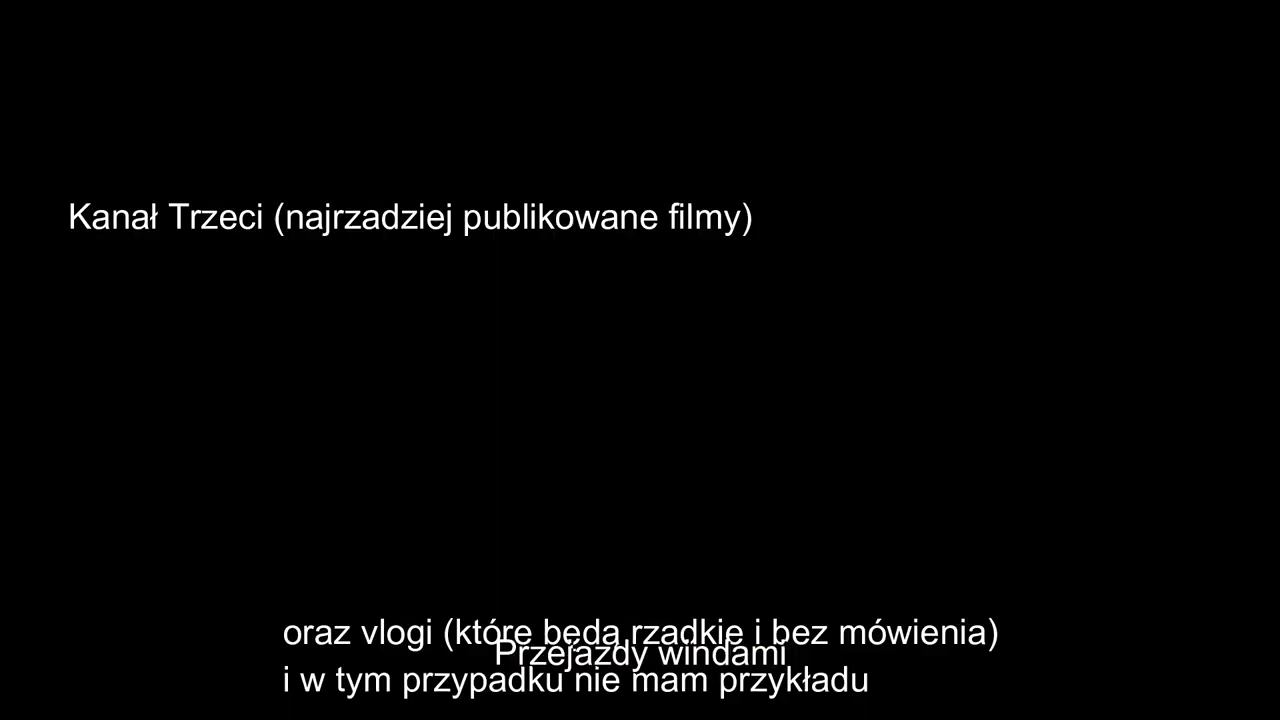 Kanał Trzeci (najrzadziej publikowane filmy)
oraz vlogi (które będą rzadkie i bez mówienia)
Przejazdy windami
i w tym przypadku nie mam przykładu